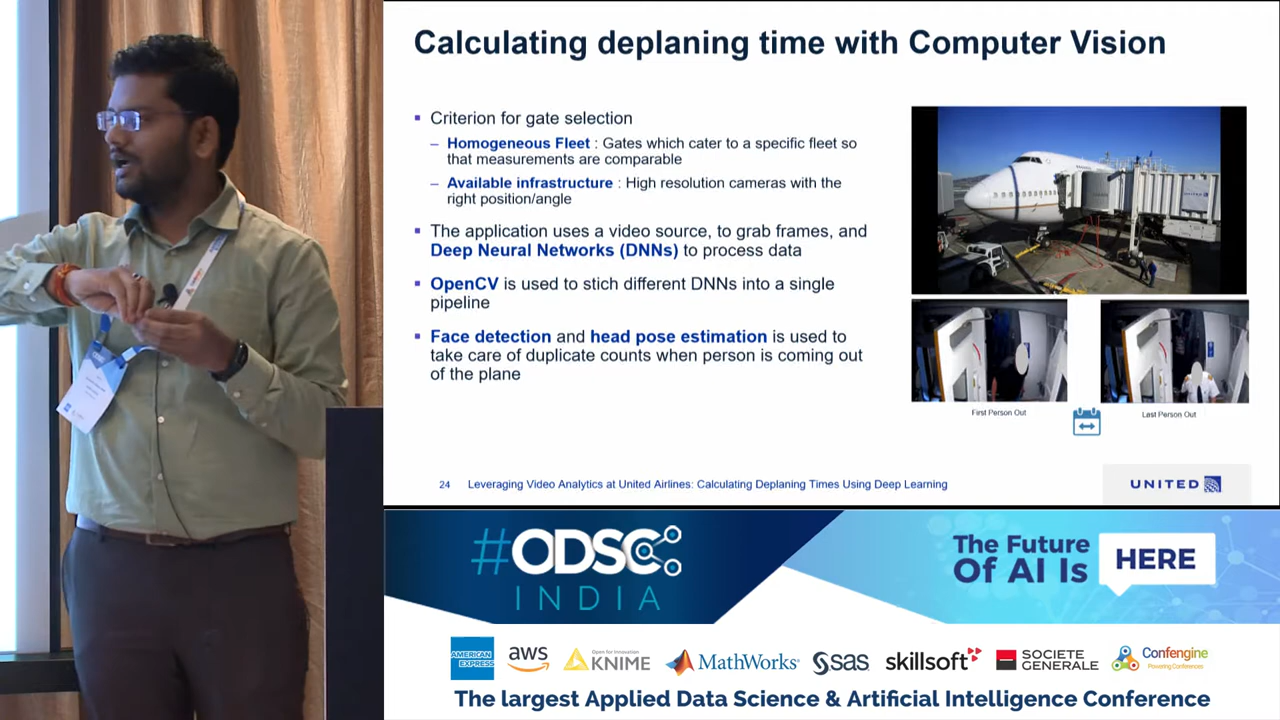 Calculating deplaning time with Computer Vision
Criterion for gate selection
– Homogeneous Fleet : Gates which cater to a specific fleet so
that measurements are comparable
– Available infrastructure : High resolution cameras with the
right position/angle
The application uses a video source, to grab frames, and
Deep Neural Networks (DNNs) to process data
OpenCV is used to stich different DNNs into a single
pipeline
Face detection and head pose estimation is used to
take care of duplicate counts when person is coming out
of the plane
First Person Out
Last Person Out
24 Leveraging Video Analytics at United Airlines: Calculating Deplaning Times Using Deep Learning
UNITED
ODSC
#ODSC
INDIA
The Future
Of AI Is
HERE
AMERICAN
EXPRESS
aws
Open for Innovation
KNIME
MathWorks
sas
skillsoft
SOCIETE
GENERALE
Confengine
Powering Conferences
The largest Applied Data Science & Artificial Intelligence Conference